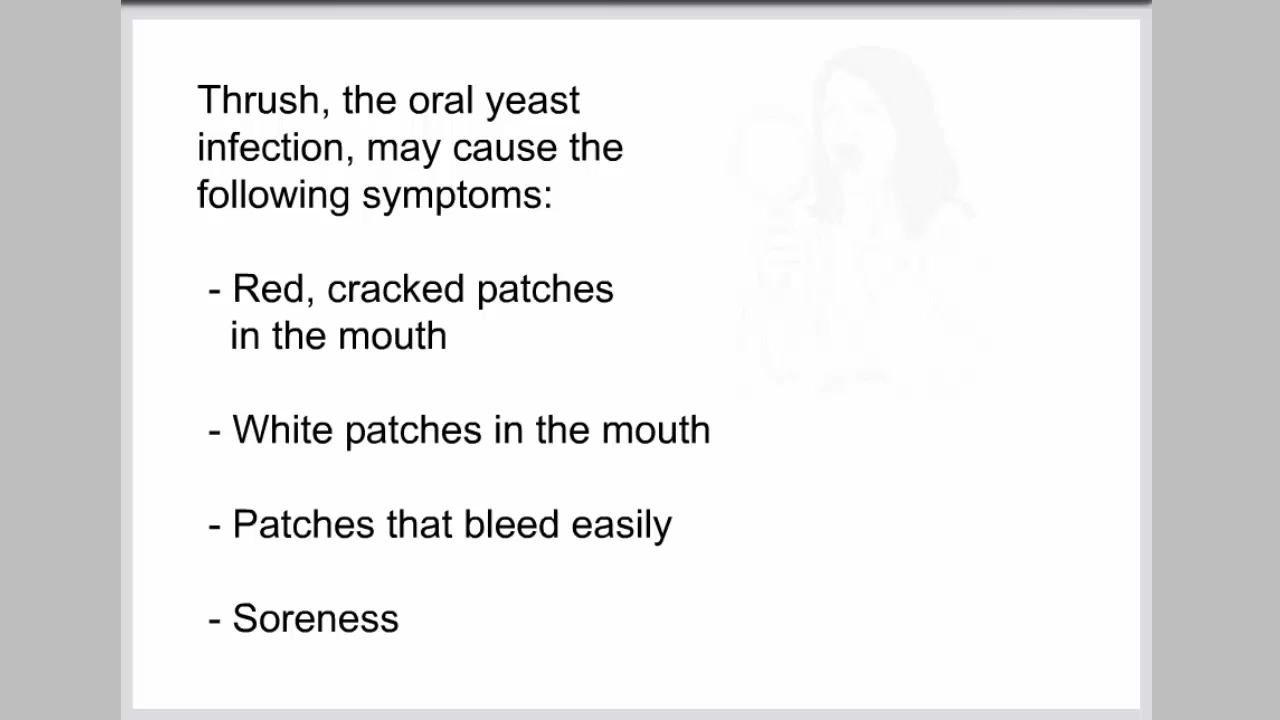 Thrush, the oral yeast
infection, may cause the
following symptoms:
- Red, cracked patches
in the mouth
- White patches in the mouth
- Patches that bleed easily
- Soreness